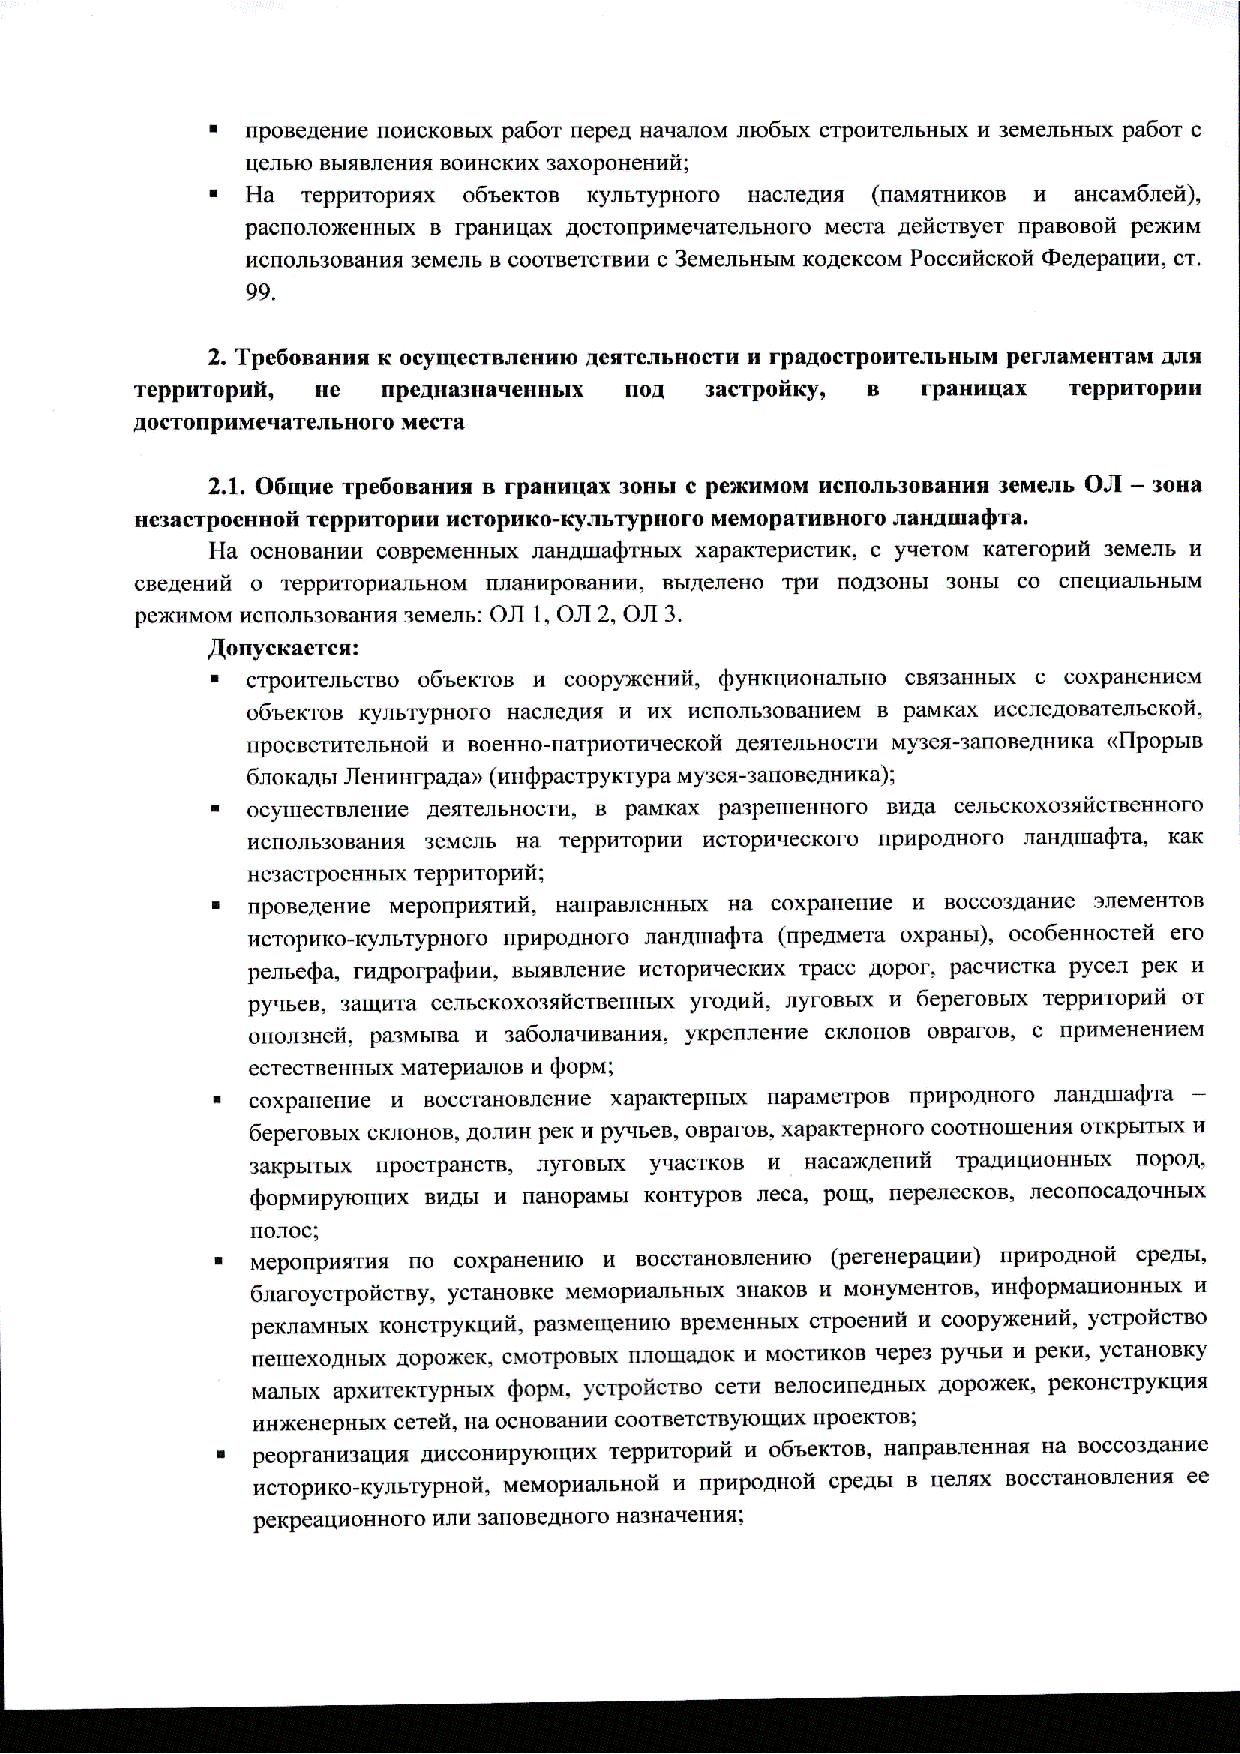 ▪ проведение поисковых работ перед началом любых строительных и земельных работ с
целью выявления воинских захоронений;
▪ На территориях объектов культурного наследия (памятников и ансамблей),
расположенных в границах достопримечательного места действует правовой режим
использования земель в соответствии с Земельным кодексом Российской Федерации, ст.
99.
2. Требования к осуществлению деятельности и градостроительным регламентам для
территорий, не предназначенных под застройку, в границах территории
достопримечательного места
2.1. Общие требования в границах зоны с режимом использования земель ОЛ – зона
незастроенной территории историко-культурного меморативного ландшафта.
На основании современных ландшафтных характеристик, с учетом категорий земель и
сведений о территориальном планировании, выделено три подзоны зоны со специальным
режимом использования земель: ОЛ 1, ОЛ 2, ОЛ 3.
Допускается:
▪ строительство объектов и сооружений, функционально связанных с сохранением
объектов культурного наследия и их использованием в рамках исследовательской,
просветительной и военно-патриотической деятельности музея-заповедника «Прорыв
блокады Ленинграда» (инфраструктура музея-заповедника);
▪ осуществление деятельности, в рамках разрешенного вида сельскохозяйственного
использования земель на территории исторического природного ландшафта, как
незастроенных территорий;
▪ проведение мероприятий, направленных на сохранение и воссоздание элементов
историко-культурного природного ландшафта (предмета охраны), особенностей его
рельефа, гидрографии, выявление исторических трасс дорог, расчистка русел рек и
ручьев, защита сельскохозяйственных угодий, луговых и береговых территорий от
оползней, размыва и заболачивания, укрепление склонов оврагов, с применением
естественных материалов и форм;
▪ сохранение и восстановление характерных параметров природного ландшафта –
береговых склонов, долин рек и ручьев, оврагов, характерного соотношения открытых и
закрытых пространств, луговых участков и насаждений традиционных пород,
формирующих виды и панорамы контуров леса, рощ, перелесков, лесопосадочных
полос;
▪ мероприятия по сохранению и восстановлению (регенерации) природной среды,
благоустройству, установке мемориальных знаков и монументов, информационных и
рекламных конструкций, размещению временных строений и сооружений, устройство
пешеходных дорожек, смотровых площадок и мостиков через ручьи и реки, установку
малых архитектурных форм, устройство сети велосипедных дорожек, реконструкция
инженерных сетей, на основании соответствующих проектов;
▪ реорганизация диссонирующих территорий и объектов, направленная на воссоздание
историко-культурной, мемориальной и природной среды в целях восстановления ее
рекреационного или заповедного назначения;